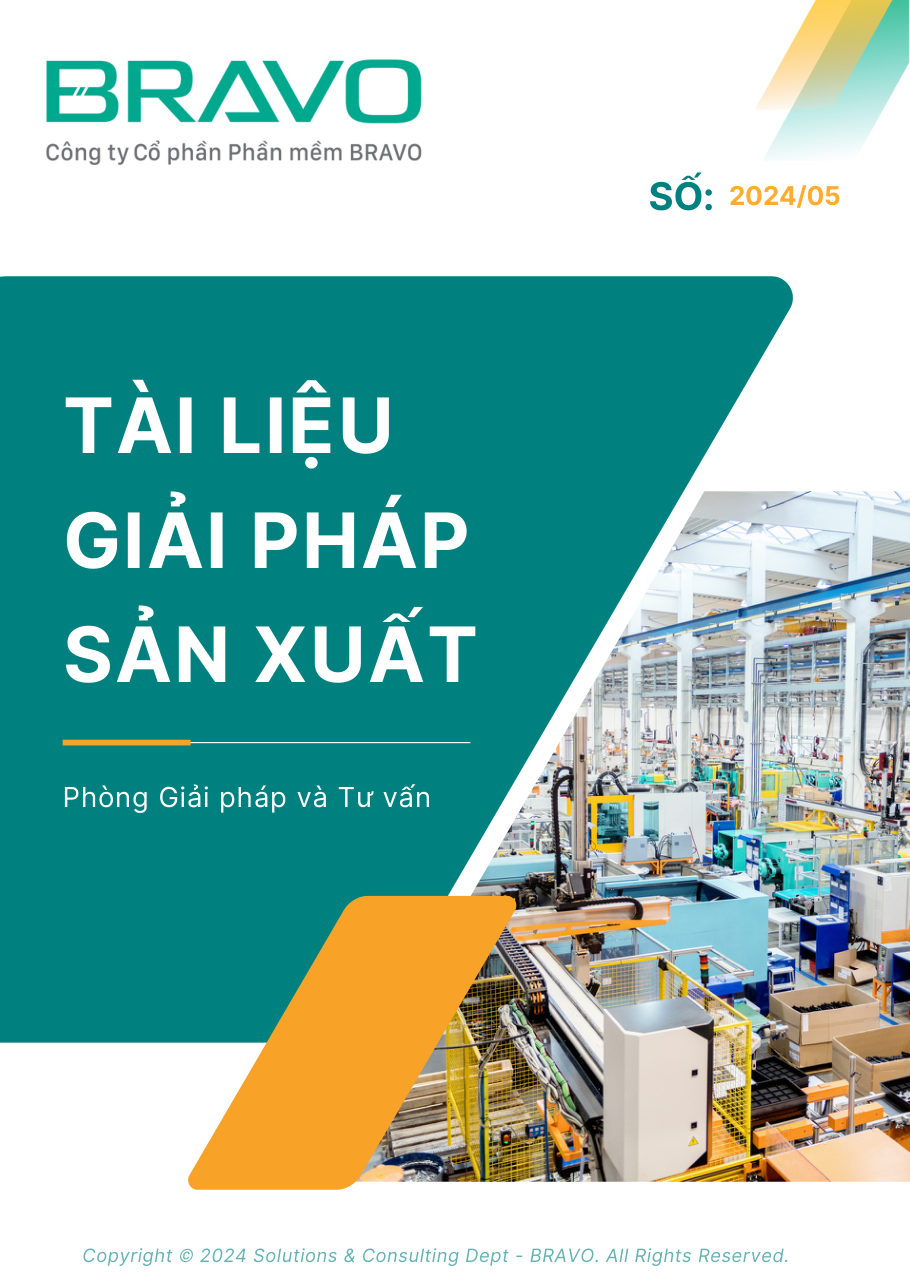 BRAVO
Công ty Cổ phần Phần mềm BRAVO
SỐ: 2024/05
TÀI LIỆU
GIẢI PHÁP
SẢN XUẤT
Phòng Giải pháp và Tư vấn
Copyright © 2024 Solutions & Consulting Dept - BRAVO. All Rights Reserved.